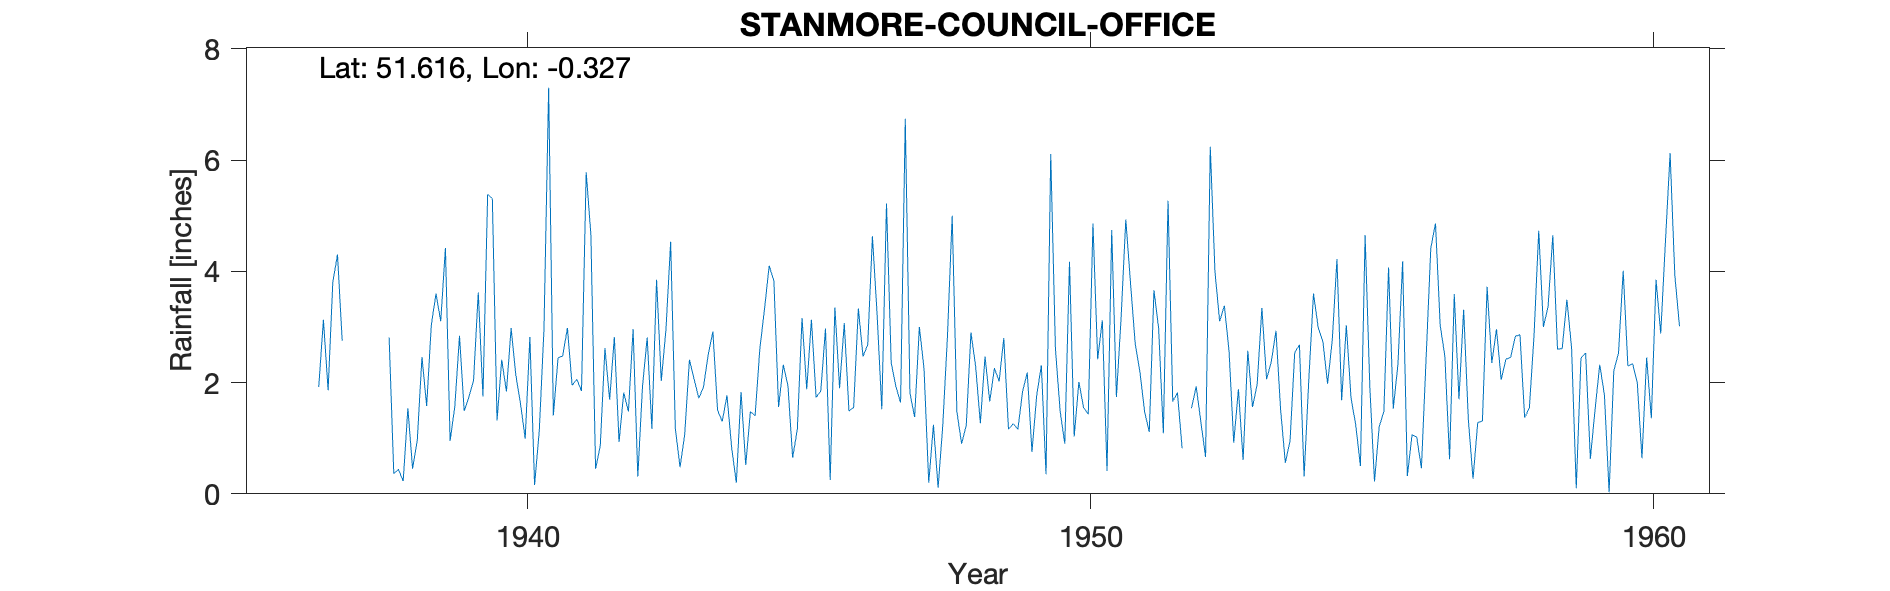 STANMORE-COUNCIL-OFFICE
Lat: 51.616, Lon: -0.327
8
6
4
2
0
Rainfall [inches]
1940 1950 1960
Year